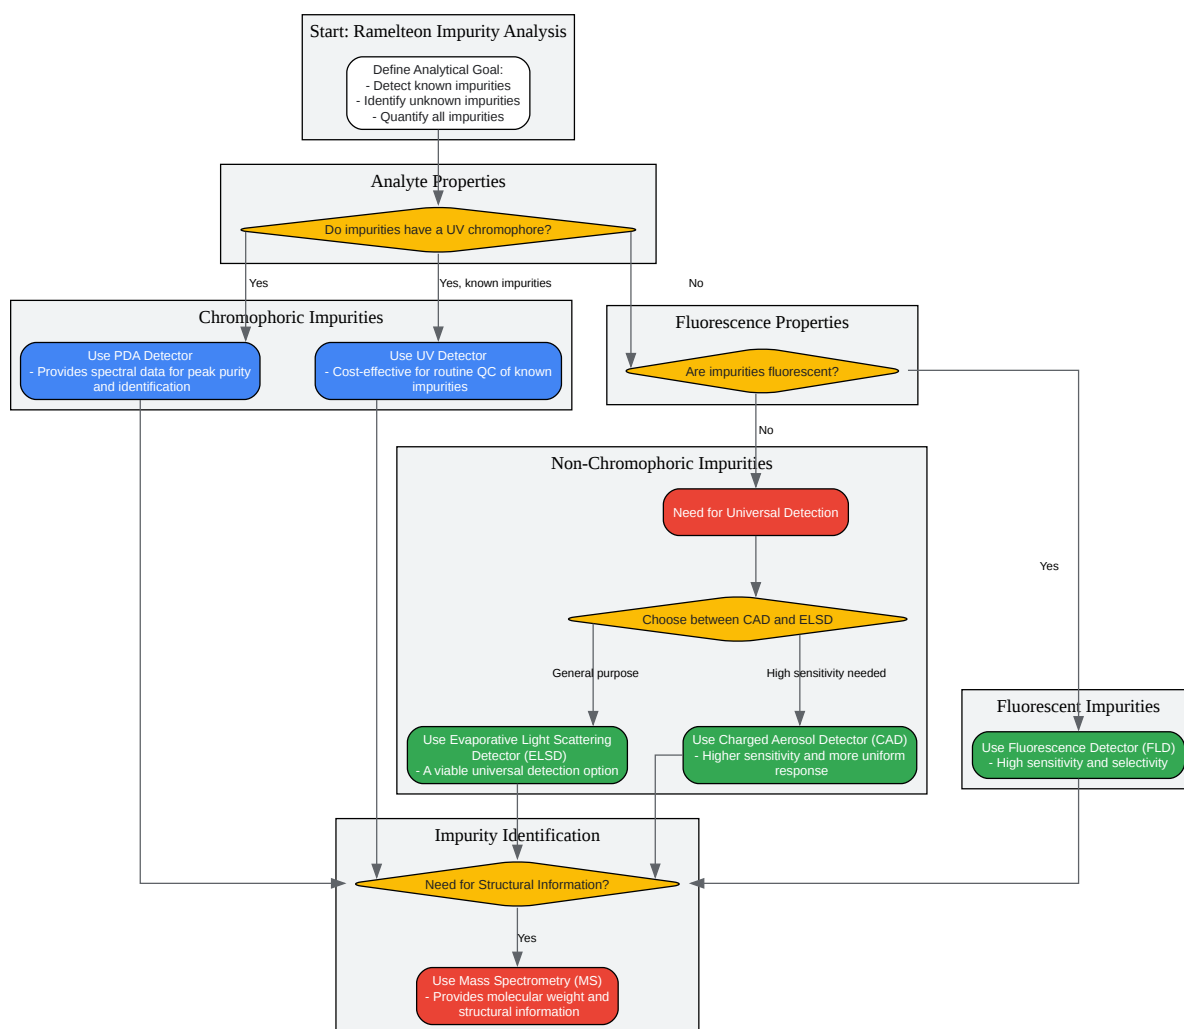 Start: Ramelteon Impurity Analysis
Define Analytical Goal:
- Detect known impurities
- Identify unknown impurities
- Quantify all impurities
Analyte Properties
Do impurities have a UV chromophore?
Yes
Yes, known impurities
No
Chromophoric Impurities
Use PDA Detector
- Provides spectral data for peak purity
and identification
Use UV Detector
- Cost-effective for routine QC of known
impurities
Fluorescence Properties
Are impurities fluorescent?
No
Yes
Non-Chromophoric Impurities
Need for Universal Detection
Choose between CAD and ELSD
General purpose
High sensitivity needed
Use Evaporative Light Scattering
Detector (ELSD)
- A viable universal detection option
Use Charged Aerosol Detector (CAD)
- Higher sensitivity and more uniform
response
Fluorescent Impurities
Use Fluorescence Detector (FLD)
- High sensitivity and selectivity
Impurity Identification
Need for Structural Information?
Yes
Use Mass Spectrometry (MS)
- Provides molecular weight and
structural information